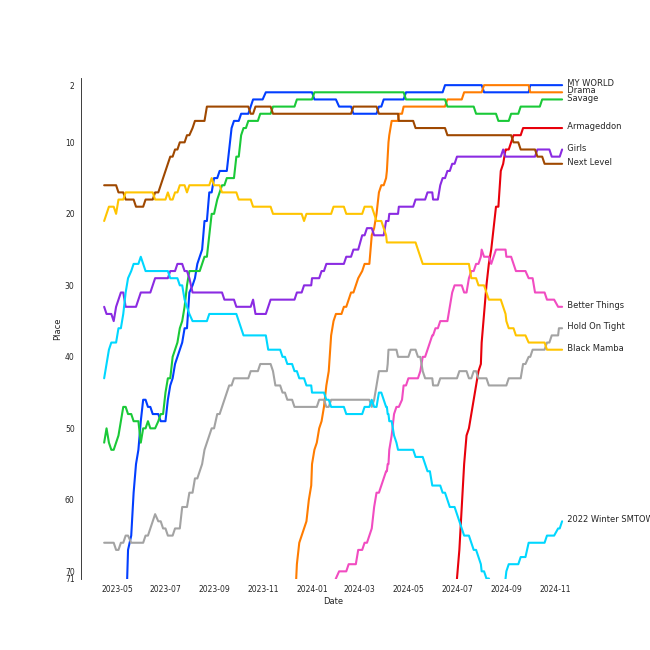 2
10
20
30
40
50
60
70
71
Place
2023-05
2023-07
2023-09
2023-11
2024-01
2024-03
2024-05
2024-07
2024-09
2024-11
Date
MY WORLD
Drama
Savage
Armageddon
Girls
Next Level
Better Things
Hold On Tight
Black Mamba
2022 Winter SMTOW